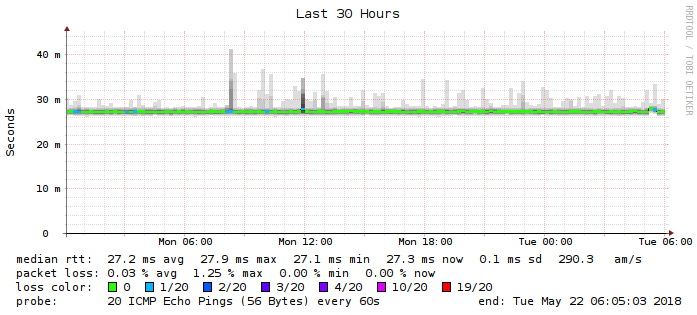 Last 30 Hours
RRDTOOL / TOBI OETIKER
Seconds
40 m
30 m
20 m
10 m
0
Mon 06:00 Mon 12:00 Mon 18:00 Tue 00:00 Tue 06:00
median rtt: 27.2 ms avg 27.9 ms max 27.1 ms min 27.3 ms now 0.1 ms sd 290.3 am/s
packet loss: 0.03 % avg 1.25 % max 0.00 % min 0.00 % now
loss color: 0 1/20 2/20 3/20 4/20 10/20 19/20
probe: 20 ICMP Echo Pings (56 Bytes) every 60s end: Tue May 22 06:05:03 2018